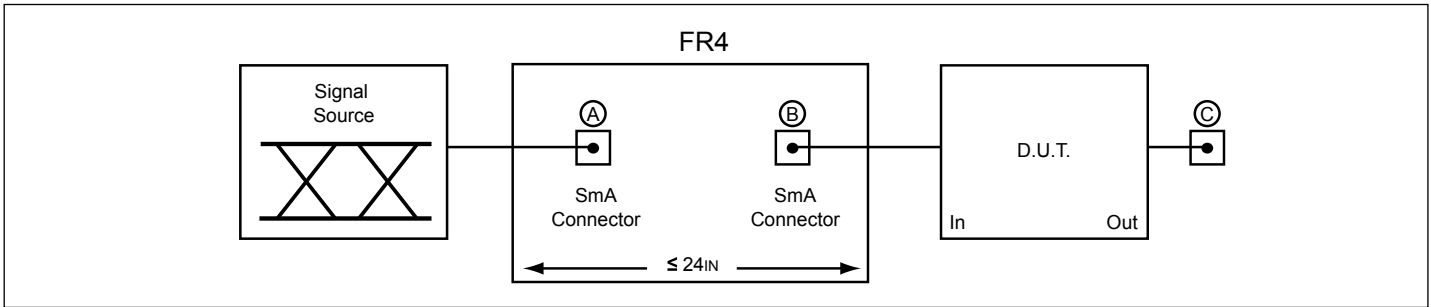 FR4
Signal
Source
A
B
C
D.U.T.
SmA
Connector
SmA
Connector
In
Out
≤ 24IN